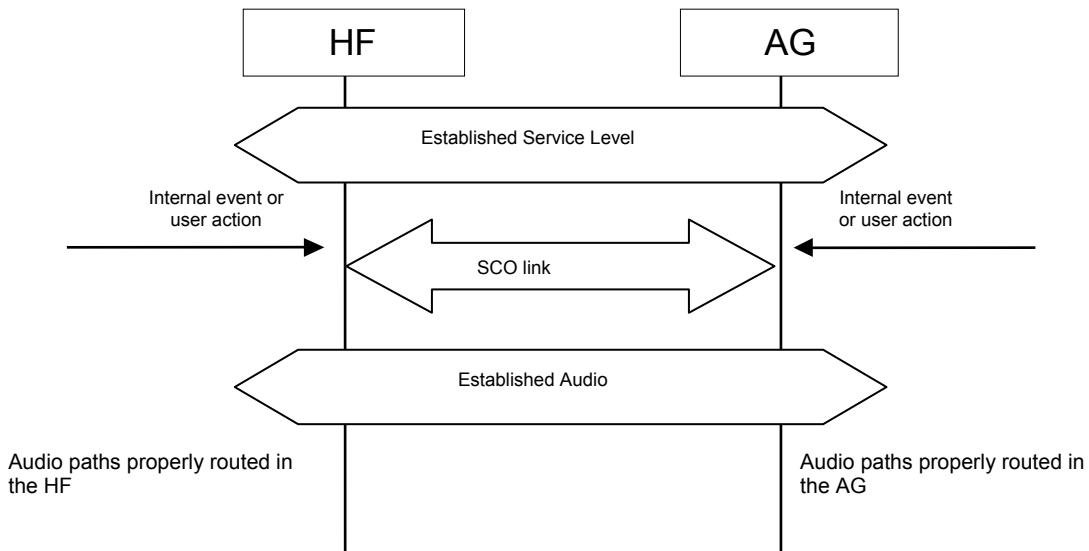 HF
AG
Established Service Level
Internal event or
user action
Internal event
or user action
SCO link
Established Audio
Audio paths properly routed in
the HF
Audio paths properly routed in
the AG